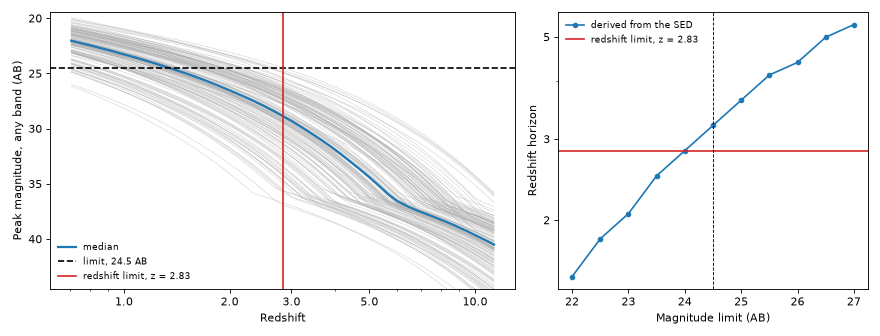 20
25
30
35
40
Peak magnitude, any band (AB)
median
limit, 24.5 AB
redshift limit, z = 2.83
1.0
2.0
3.0
5.0
10.0
Redshift
5
3
2
Redshift horizon
derived from the SED
redshift limit, z = 2.83
22
23
24
25
26
27
Magnitude limit (AB)